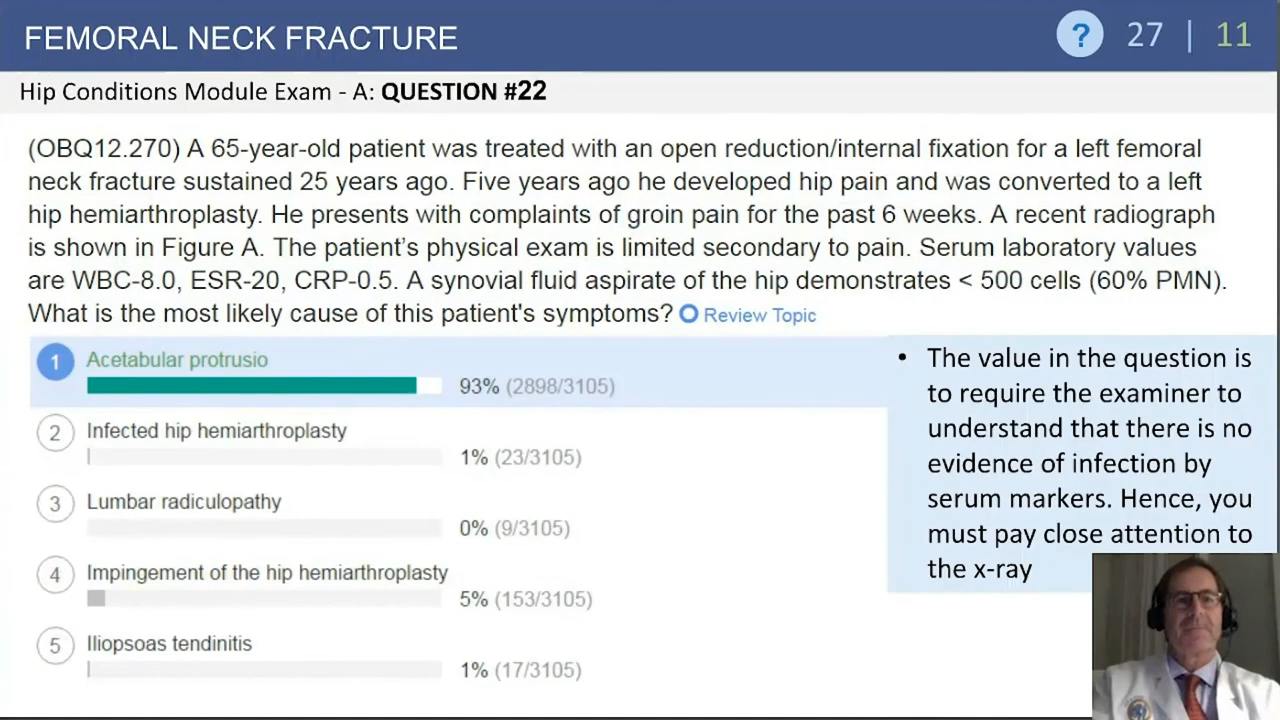 FEMORAL NECK FRACTURE
? 27 | 11
Hip Conditions Module Exam - A: QUESTION #22
(OBQ12.270) A 65-year-old patient was treated with an open reduction/internal fixation for a left femoral
neck fracture sustained 25 years ago. Five years ago he developed hip pain and was converted to a left
hip hemiarthroplasty. He presents with complaints of groin pain for the past 6 weeks. A recent radiograph
is shown in Figure A. The patient's physical exam is limited secondary to pain. Serum laboratory values
are WBC-8.0, ESR-20, CRP-0.5. A synovial fluid aspirate of the hip demonstrates < 500 cells (60% PMN).
What is the most likely cause of this patient's symptoms? Review Topic
1 Acetabular protrusio
93% (2898/3105)
2 Infected hip hemiarthroplasty
1% (23/3105)
3 Lumbar radiculopathy
0% (9/3105)
4 Impingement of the hip hemiarthroplasty
5% (153/3105)
5 Iliopsoas tendinitis
1% (17/3105)
• The value in the question is
to require the examiner to
understand that there is no
evidence of infection by
serum markers. Hence, you
must pay close attention to
the x-ray